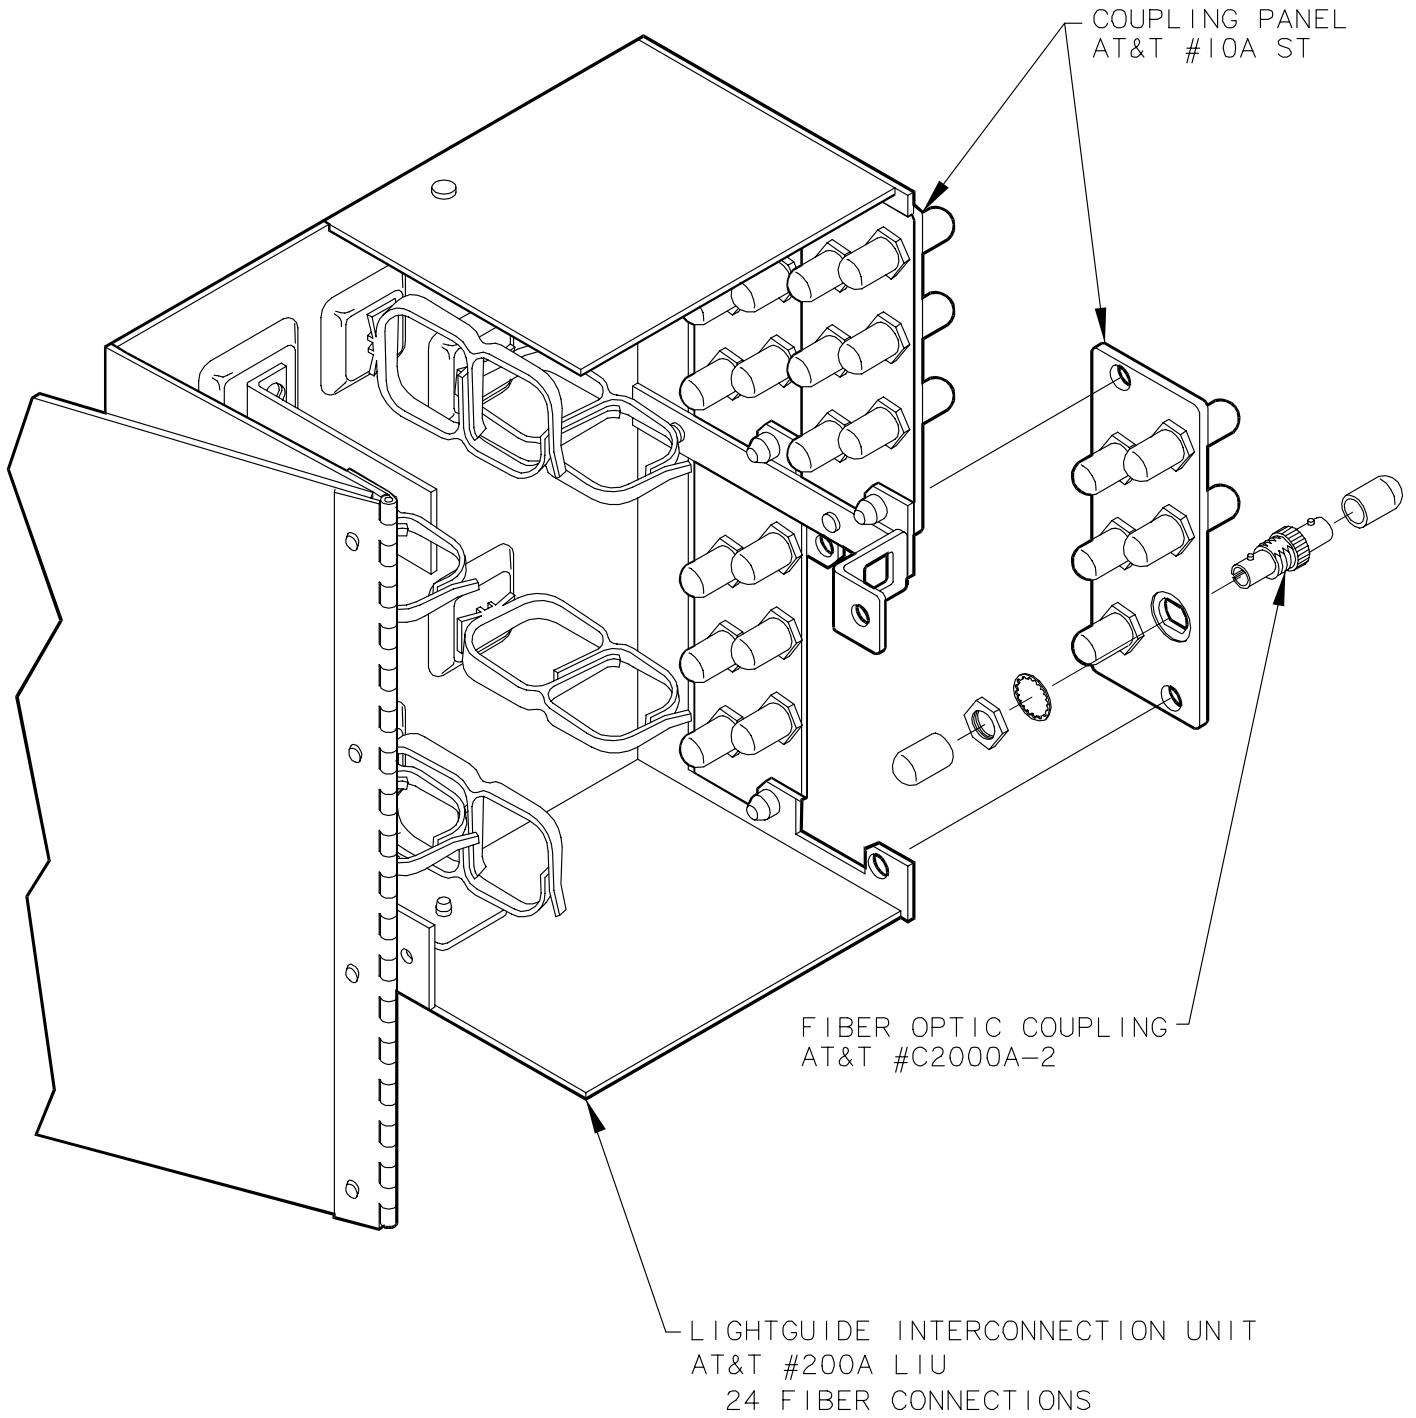 COUPLING PANEL
AT&T #10A ST
FIBER OPTIC COUPLING
AT&T #C2000A-2
LIGHTGUIDE INTERCONNECTION UNIT
AT&T #200A LIU
24 FIBER CONNECTIONS